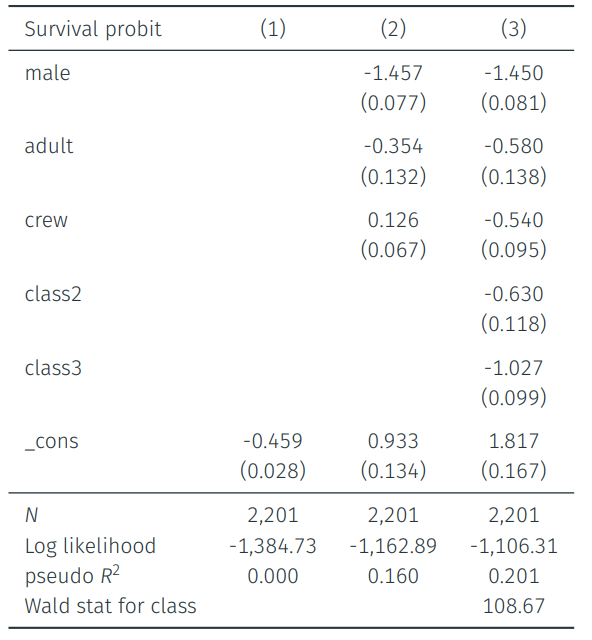 Survival probit (1) (2) (3)
male -1.457 -1.450
(0.077) (0.081)
adult -0.354 -0.580
(0.132) (0.138)
crew 0.126 -0.540
(0.067) (0.095)
class2 -0.630
(0.118)
class3 -1.027
(0.099)
_cons -0.459 0.933 1.817
(0.028) (0.134) (0.167)
N 2,201 2,201 2,201
Log likelihood -1,384.73 -1,162.89 -1,106.31
pseudo R² 0.000 0.160 0.201
Wald stat for class 108.67